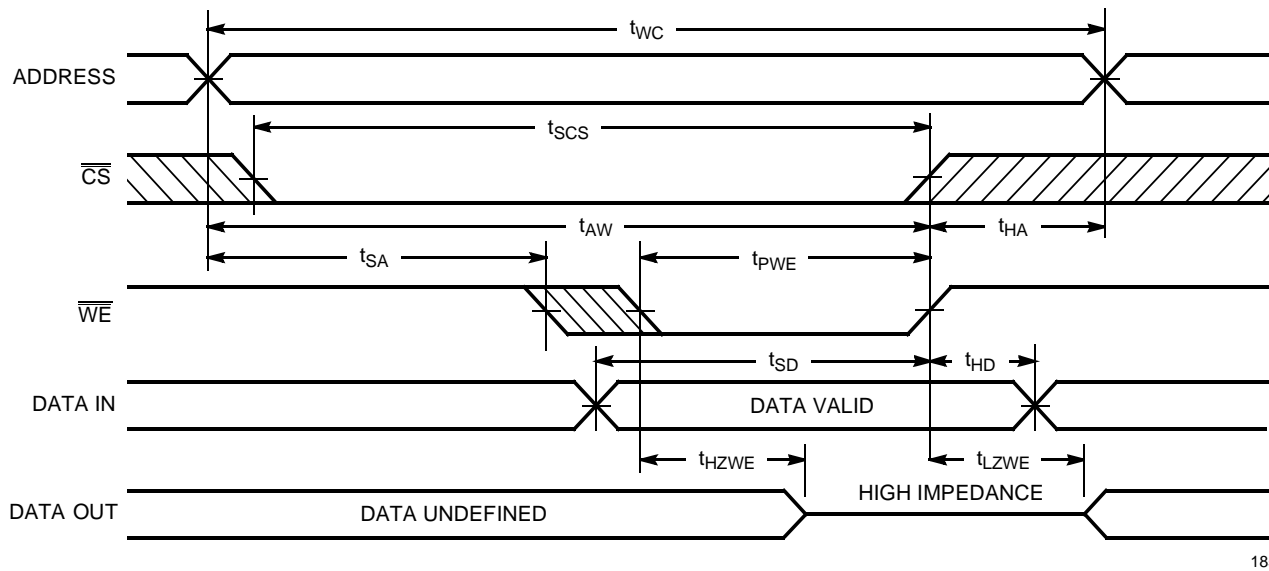 tWC
ADDRESS
tSCS
CS
tAW
tHA
tSA
tPWE
WE
tSD
tHD
DATA IN
DATA VALID
tHZWE
tLZWE
HIGH IMPEDANCE
DATA OUT
DATA UNDEFINED
18